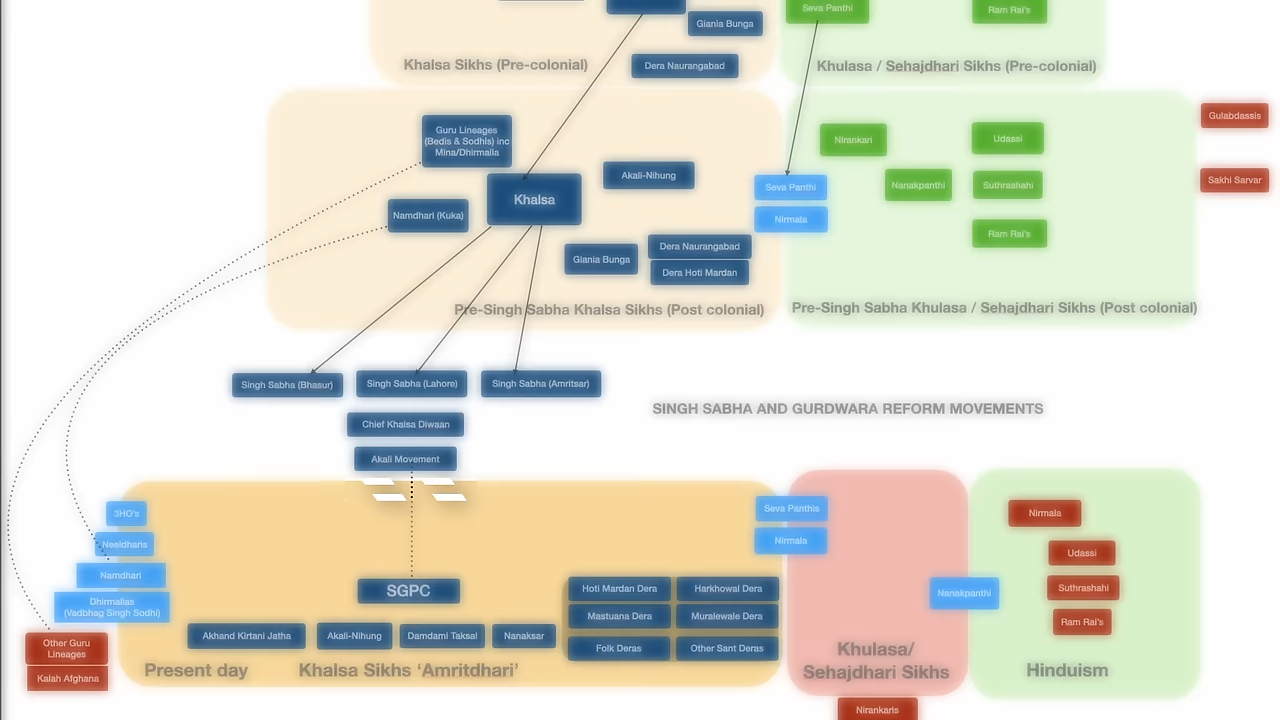 Giania Bunga
Seva Panthi
Ram Rai's
Dera Naurangabad
Khalsa Sikhs (Pre-colonial)
Khulasa / Sehajdhari Sikhs (Pre-colonial)
Guru Lineages
(Bedis & Sodhis) inc
Mina/Dhirmalia
Akali-Nihung
Khalsa
Namdhari (Kuka)
Giania Bunga
Dera Naurangabad
Dera Hoti Mardan
Pre-Singh Sabha Khalsa Sikhs (Post colonial)
Seva Panthi
Nirmala
Nirankari
Udassi
Nanakpanthi
Suthrashahi
Ram Rai's
Pre-Singh Sabha Khulasa / Sehajdhari Sikhs (Post colonial)
Gulabdassis
Sakhi Sarvar
Singh Sabha (Bhasur)
Singh Sabha (Lahore)
Singh Sabha (Amritsar)
Chief Khalsa Diwaan
Akali Movement
SINGH SABHA AND GURDWARA REFORM MOVEMENTS
3HO's
Neeldharis
Namdhari
Dhirmalias
(Vadbhag Singh Sodhi)
Other Guru
Lineages
Kalah Afghana
SGPC
Akhand Kirtani Jatha
Akali-Nihung
Damdami Taksal
Nanaksar
Hoti Mardan Dera
Harkhowal Dera
Mastuana Dera
Muralewale Dera
Folk Deras
Other Sant Deras
Present day
Khalsa Sikhs ‘Amritdhari’
Seva Panthis
Nirmala
Nanakpanthi
Khulasa/
Sehajdhari Sikhs
Nirankaris
Nirmala
Udassi
Suthrashahi
Ram Rai's
Hinduism